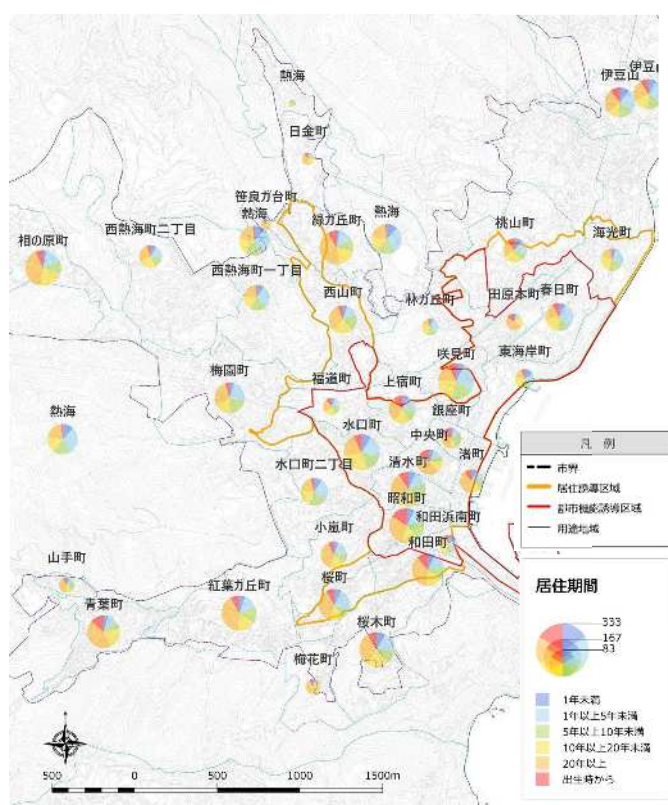 熱海
伊豆山
伊豆山
日金町
笹良ガ台町
熱海
緑ガ丘町
熱海
桃山町
海光町
相の原町
西熱海町二丁目
西熱海町一丁目
西山町
林ガ丘町
田原本町
春日町
咲見町
東海岸町
梅園町
福道町
上宿町
銀座町
熱海
水口町
中央町
清水町
渚町
水口町二丁目
昭和町
和田浜南町
小嵐町
和田町
山手町
青葉町
紅葉ガ丘町
桜町
桜木町
梅花町
凡 例
市界
居住誘導区域
都市機能誘導区域
用途地域
居住期間
333
167
83
1年未満
1年以上5年未満
5年以上10年未満
10年以上20年未満
20年以上
出生時から
500 0 500 1000 1500m